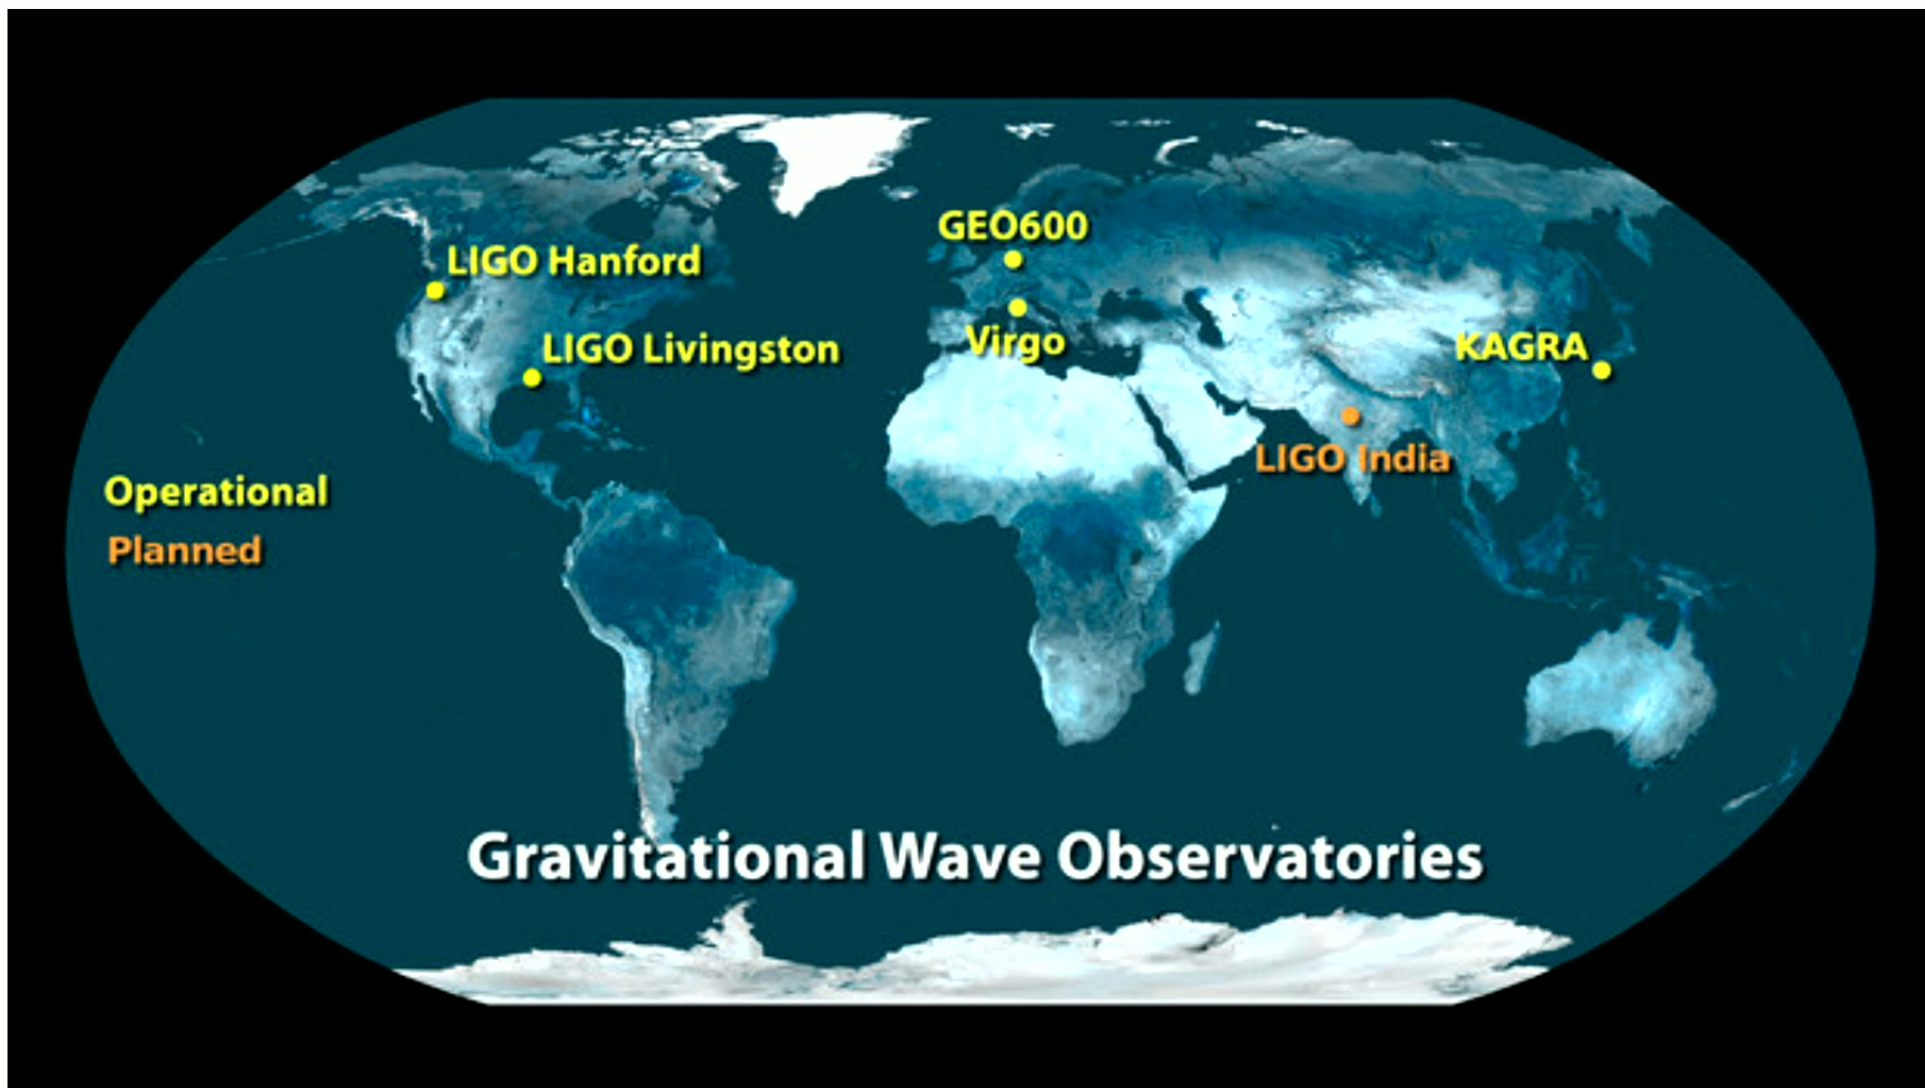 GEO600
LIGO Hanford
Virgo
LIGO Livingston
KAGRA
LIGO India
Operational
Planned
Gravitational Wave Observatories